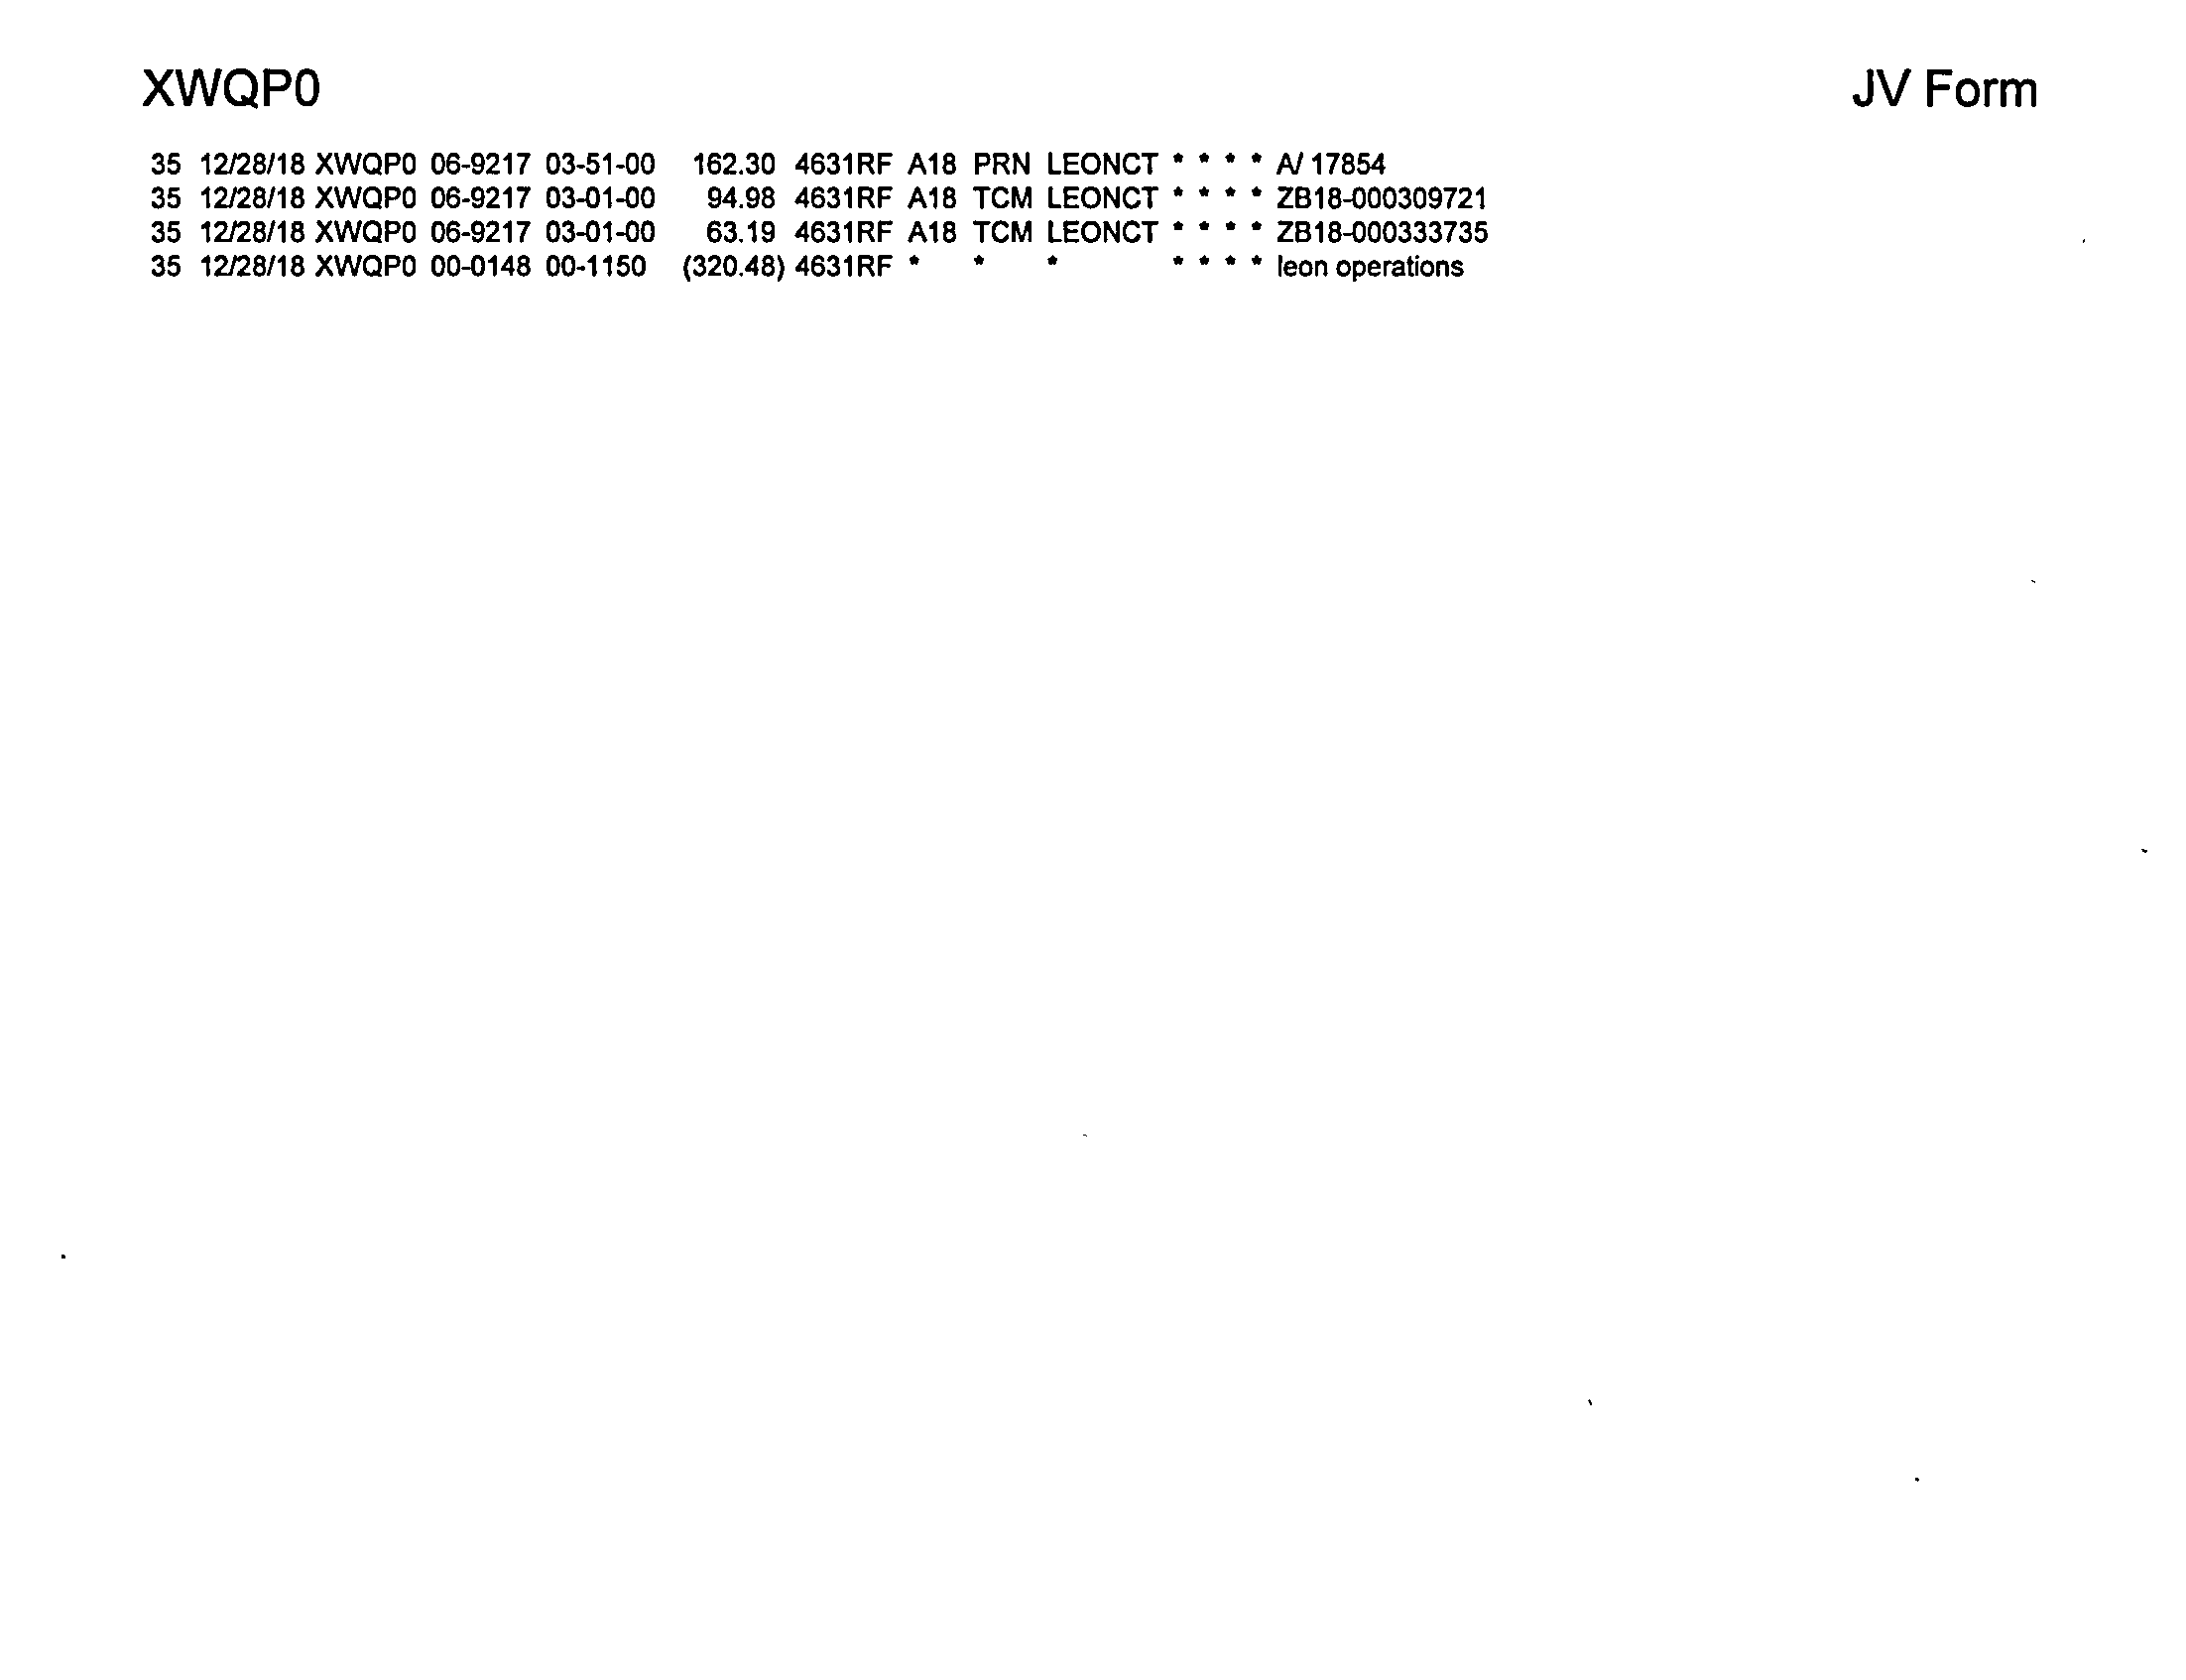 XWQP0 JV Form
35 12/28/18 XWQP0 06-9217 03-51-00 162.30 4631RF A18 PRN LEONCT * * * * A/ 17854
35 12/28/18 XWQP0 06-9217 03-01-00 94.98 4631RF A18 TCM LEONCT * * * * ZB18-000309721
35 12/28/18 XWQP0 06-9217 03-01-00 63.19 4631RF A18 TCM LEONCT * * * * ZB18-000333735
35 12/28/18 XWQP0 00-0148 00-1150 (320.48) 4631RF * * * * * * * leon operations